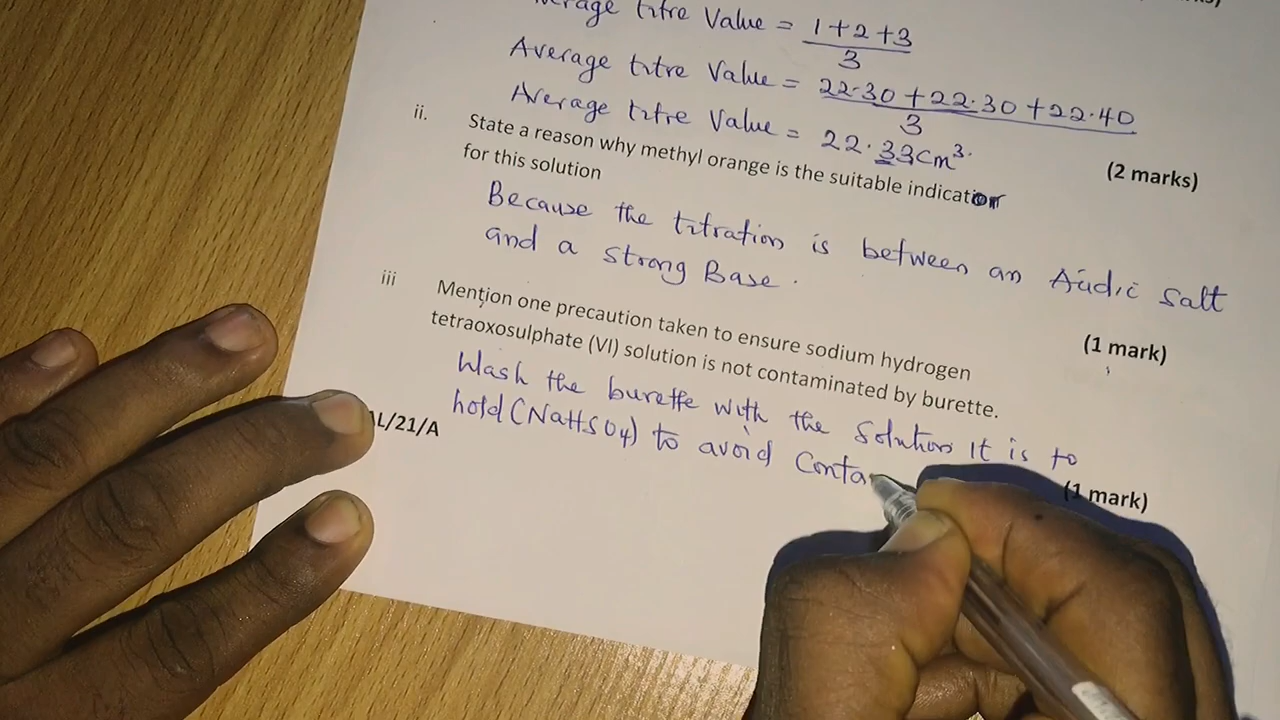 Average titre Value = 1+2+3
3
Average titre Value = 22.30 + 22.30 + 22.40
3
Average titre Value = 22.33cm³.
(2 marks)
ii. State a reason why methyl orange is the suitable indicator
for this solution
Because the titration is between an Acidic salt
and a strong Base.
(1 mark)
iii Mention one precaution taken to ensure sodium hydrogen
tetraoxosulphate (VI) solution is not contaminated by burette.
Wash the burette with the Solution It is to
hold (NaHSO4) to avoid Conta
(1 mark)
AL/21/A